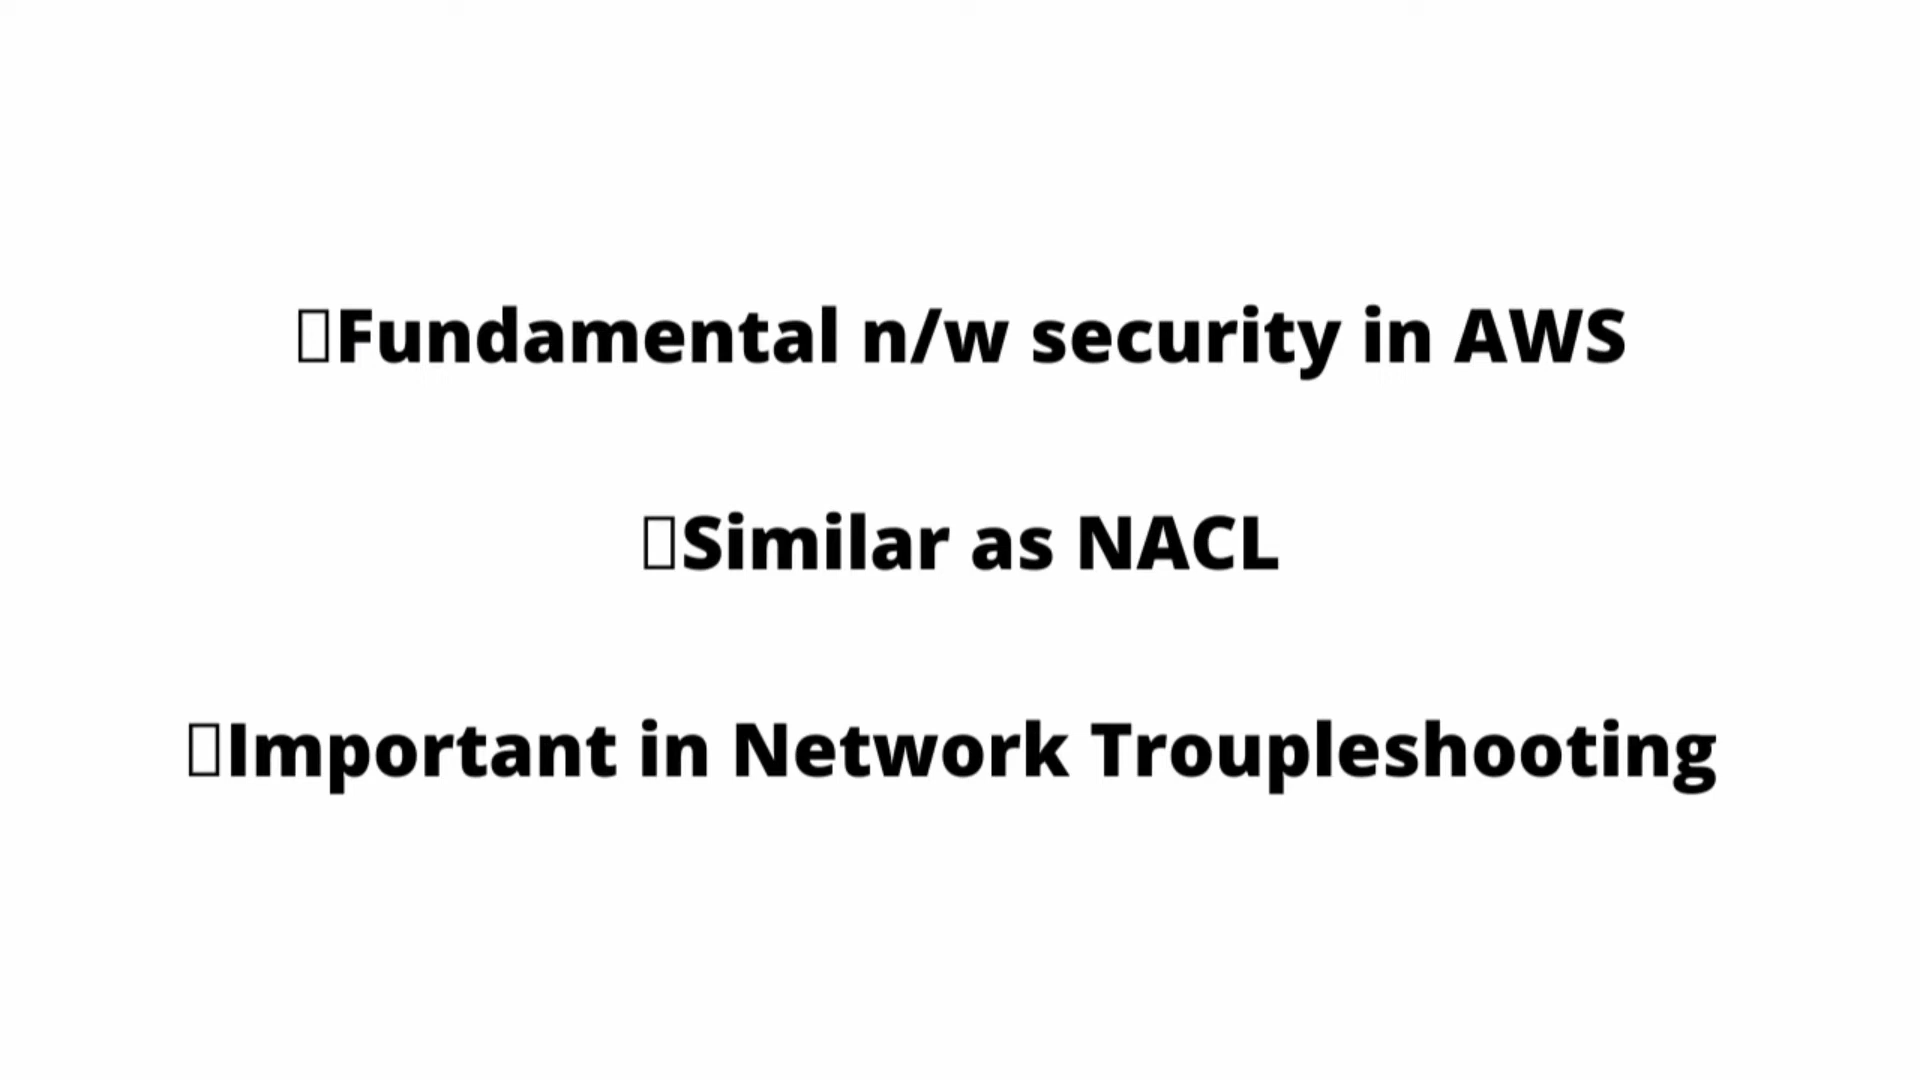 Fundamental n/w security in AWS
Similar as NACL
Important in Network Troupleshooting